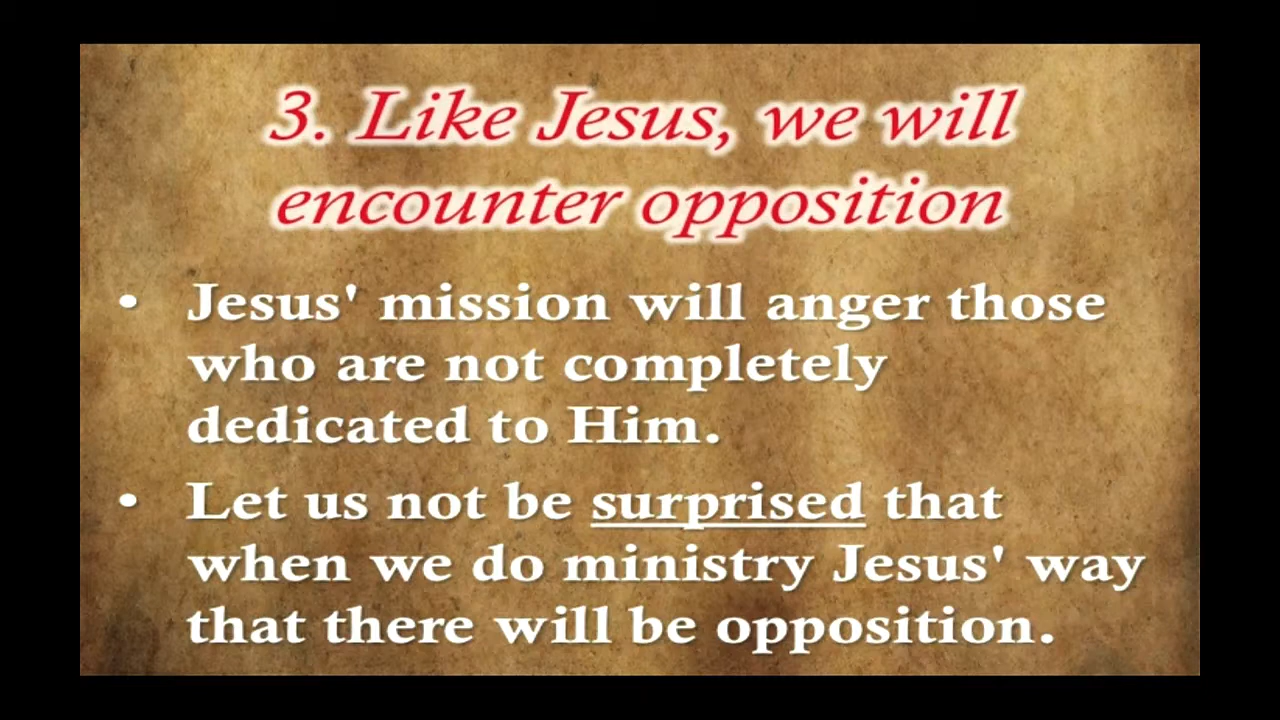 3. Like Jesus, we will
encounter opposition
• Jesus' mission will anger those
who are not completely
dedicated to Him.
• Let us not be surprised that
when we do ministry Jesus' way
that there will be opposition.